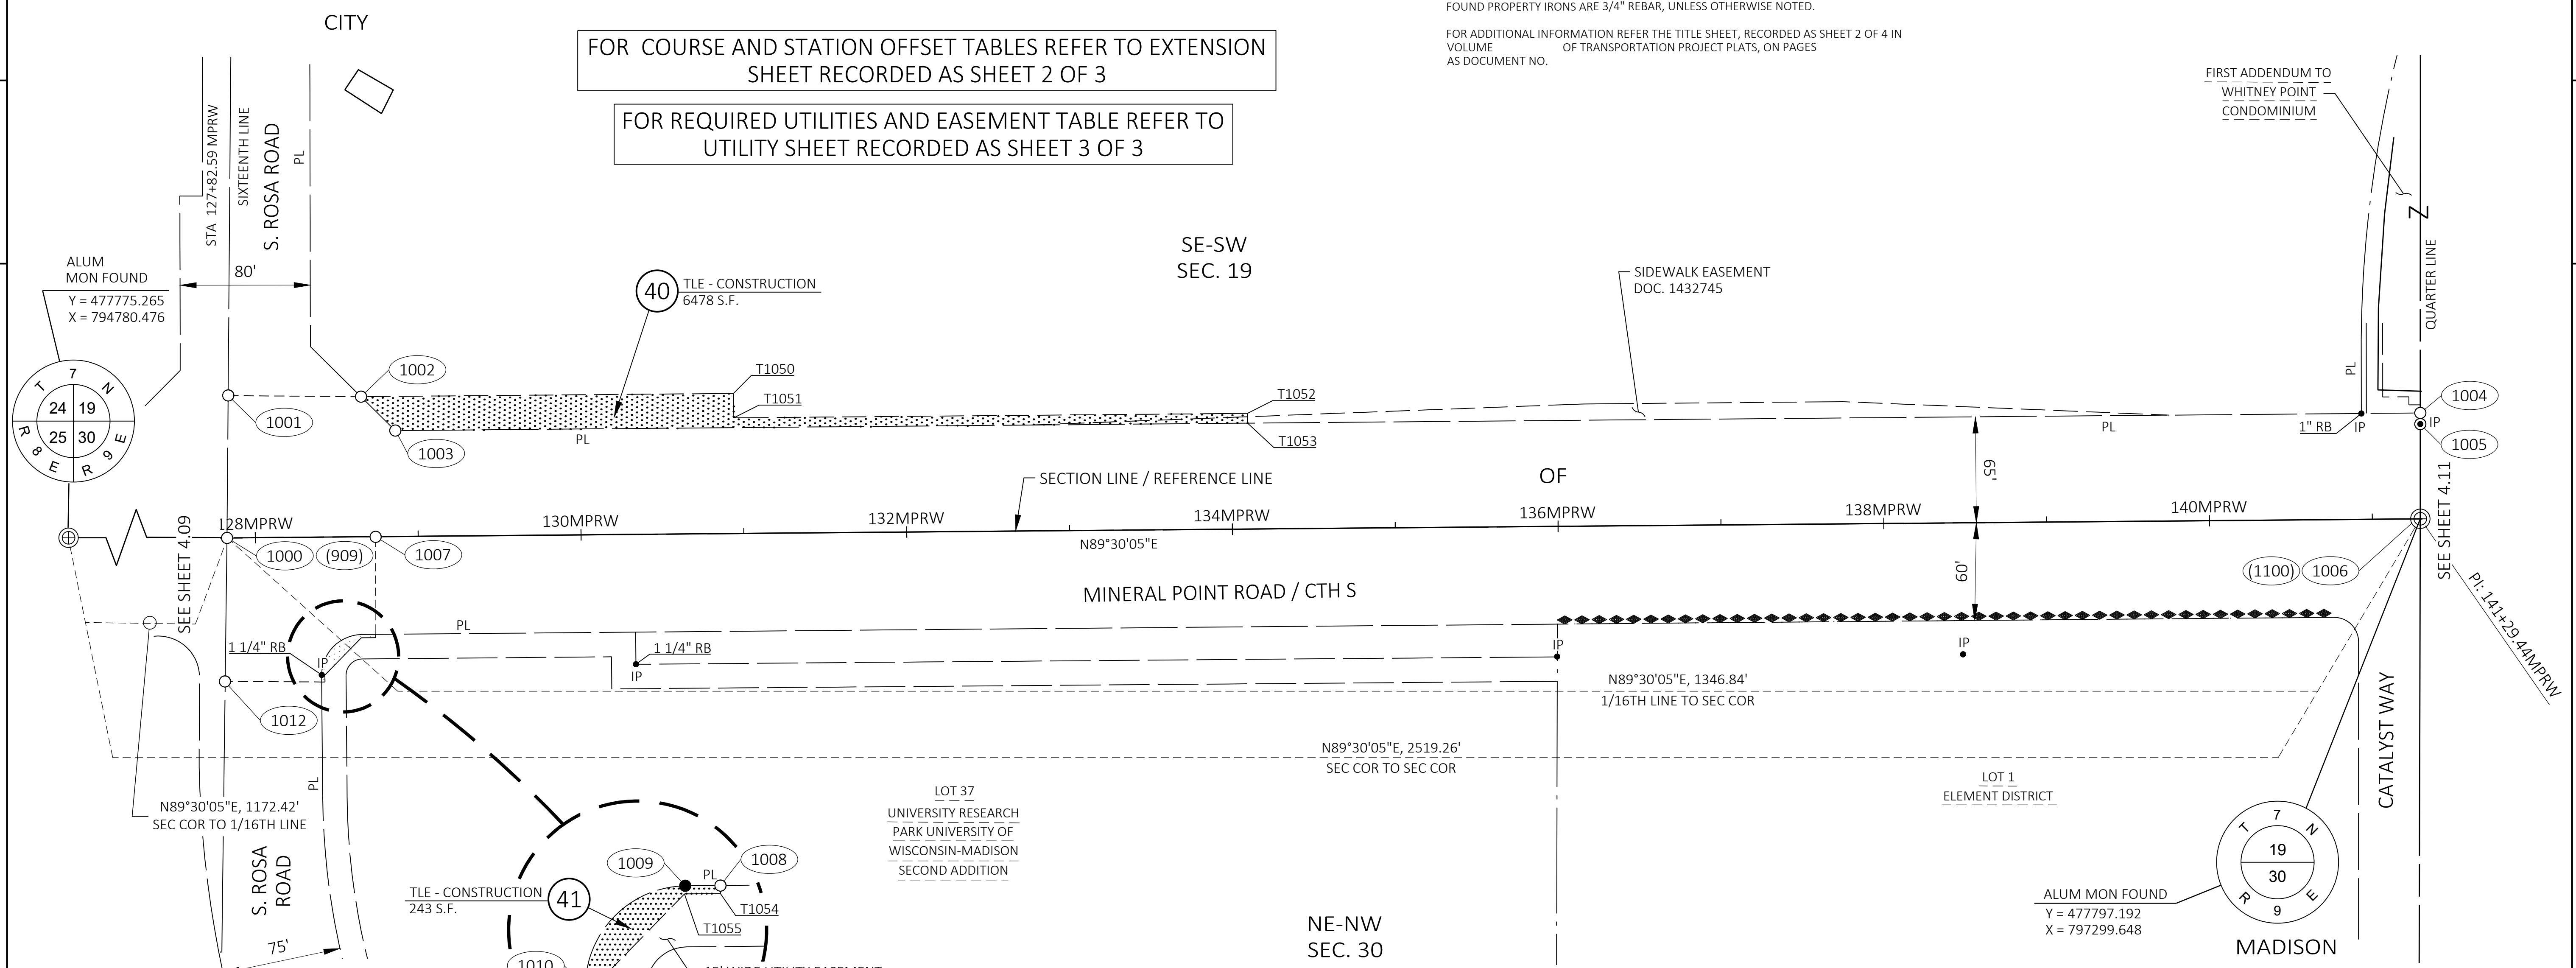 CITY
FOUND PROPERTY IRONS ARE 3/4" REBAR, UNLESS OTHERWISE NOTED.
FOR ADDITIONAL INFORMATION REFER THE TITLE SHEET, RECORDED AS SHEET 2 OF 4 IN
VOLUME OF TRANSPORTATION PROJECT PLATS, ON PAGES
AS DOCUMENT NO.
FOR COURSE AND STATION OFFSET TABLES REFER TO EXTENSION
SHEET RECORDED AS SHEET 2 OF 3
FOR REQUIRED UTILITIES AND EASEMENT TABLE REFER TO
UTILITY SHEET RECORDED AS SHEET 3 OF 3
FIRST ADDENDUM TO
WHITNEY POINT
CONDOMINIUM
STA 127+82.59 MPRW
SIXTEENTH LINE
S. ROSA ROAD
PL
80'
ALUM
MON FOUND
Y = 477775.265
X = 794780.476
T 7 N
24 19
25 30
R 8 E R 9 E
SE-SW
SEC. 19
40
TLE - CONSTRUCTION
6478 S.F.
SIDEWALK EASEMENT
DOC. 1432745
Z
QUARTER LINE
PL
1001
1002
1003
PL
T1050
T1051
T1052
T1053
PL
1" RB
IP
IP
1004
1005
65'
SECTION LINE / REFERENCE LINE
OF
128MPRW
130MPRW
132MPRW
134MPRW
136MPRW
138MPRW
140MPRW
N89°30'05"E
SEE SHEET 4.09
1000
(909)
1007
SEE SHEET 4.11
(1100)
1006
PI: 141+29.44MPRW
60'
MINERAL POINT ROAD / CTH S
PL
1 1/4" RB
IP
1 1/4" RB
IP
IP
IP
1012
N89°30'05"E, 1346.84'
1/16TH LINE TO SEC COR
N89°30'05"E, 2519.26'
SEC COR TO SEC COR
PL
N89°30'05"E, 1172.42'
SEC COR TO 1/16TH LINE
S. ROSA
ROAD
75'
LOT 37
UNIVERSITY RESEARCH
PARK UNIVERSITY OF
WISCONSIN-MADISON
SECOND ADDITION
LOT 1
ELEMENT DISTRICT
CATALYST WAY
1009
1008
PL
TLE - CONSTRUCTION
243 S.F.
41
T1054
T1055
1010
15' WIDE UTILITY EASEMENT
NE-NW
SEC. 30
T 7 N
19
30
R 9 E
ALUM MON FOUND
Y = 477797.192
X = 797299.648
MADISON